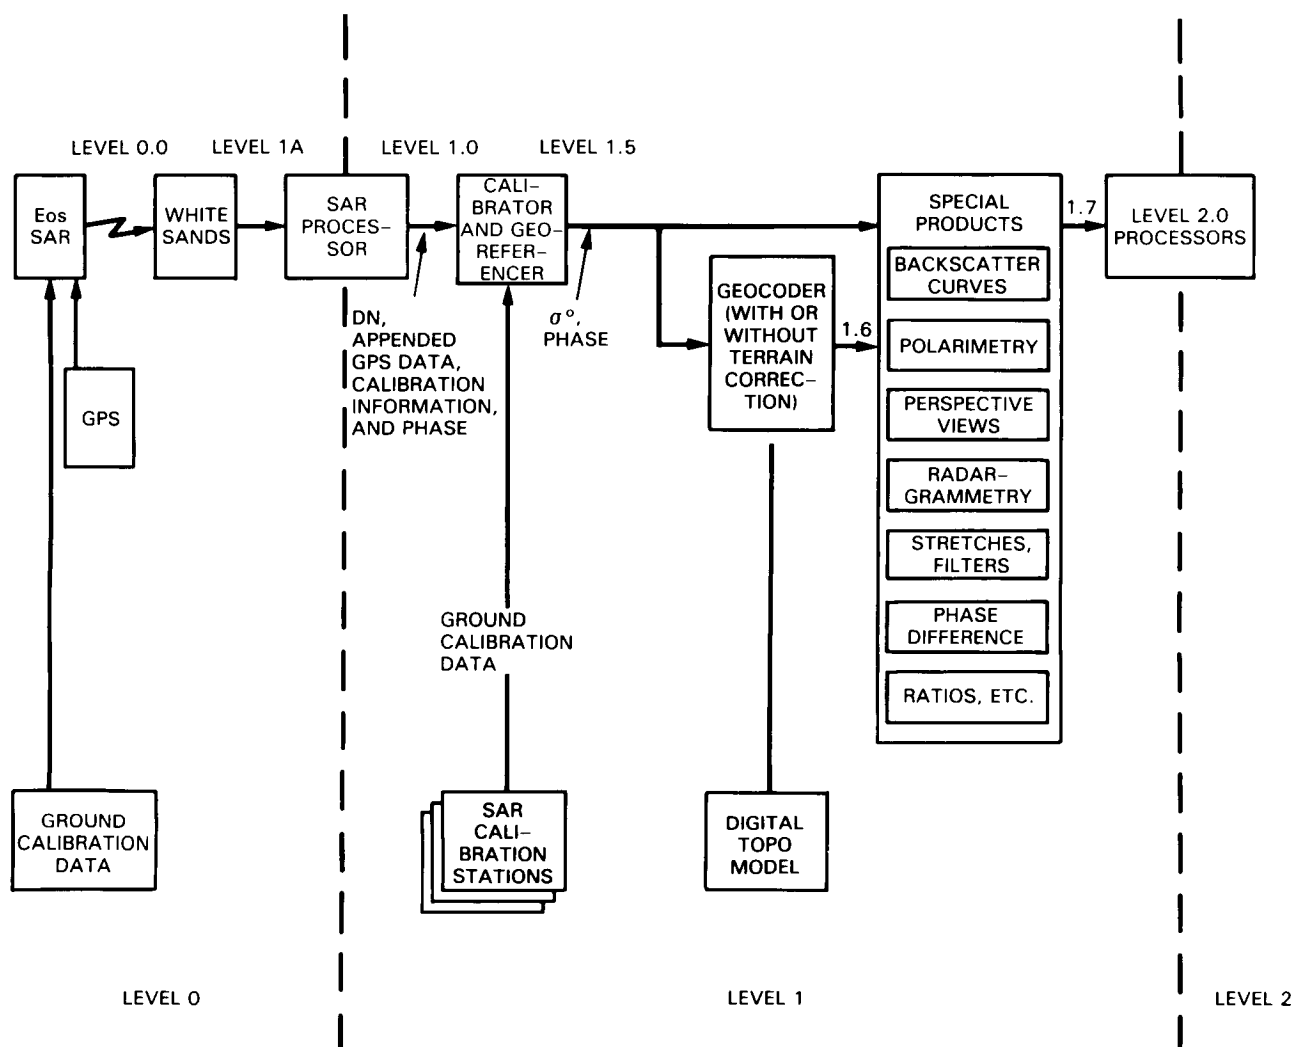 LEVEL 0.0
LEVEL 1A
LEVEL 1.0
LEVEL 1.5
Eos
SAR
WHITE
SANDS
SAR
PROCES-
SOR
CALI-
BRATOR
AND GEO-
REFER-
ENCER
SPECIAL
PRODUCTS
1.7
LEVEL 2.0
PROCESSORS
BACKSCATTER
CURVES
POLARIMETRY
PERSPECTIVE
VIEWS
RADAR-
GRAMMETRY
STRETCHES,
FILTERS
PHASE
DIFFERENCE
RATIOS, ETC.
GEOCODER
(WITH OR
WITHOUT
TERRAIN
CORREC-
TION)
1.6
DN,
APPENDED
GPS DATA,
CALIBRATION
INFORMATION,
AND PHASE
σ°,
PHASE
GPS
GROUND
CALIBRATION
DATA
GROUND
CALIBRATION
DATA
SAR
CALI-
BRATION
STATIONS
DIGITAL
TOPO
MODEL
LEVEL 0
LEVEL 1
LEVEL 2